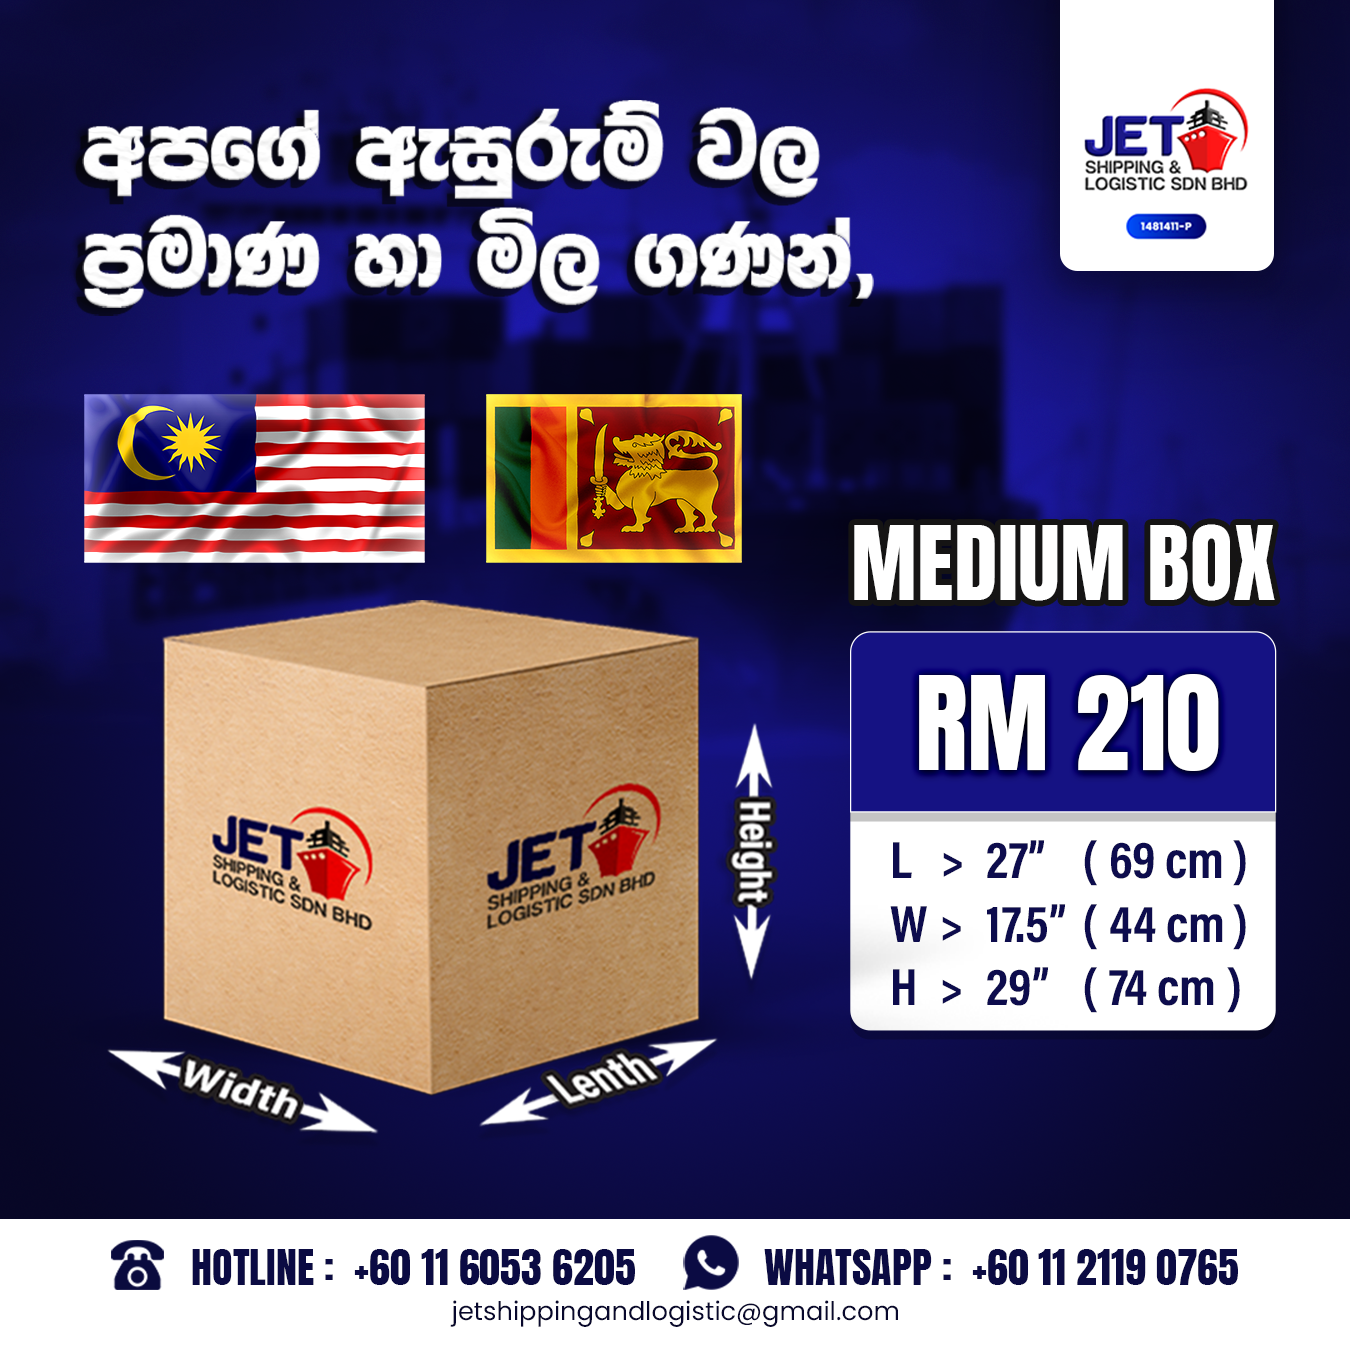 අපගේ ඇසුරුම් වල
ප්‍රමාණ හා මිල ගණන්,
JET
SHIPPING &
LOGISTIC SDN BHD
1481411-P
MEDIUM BOX
RM 210
L > 27" ( 69 cm )
W > 17.5" ( 44 cm )
H > 29" ( 74 cm )
JET
SHIPPING &
LOGISTIC SDN BHD
JET
SHIPPING &
LOGISTIC SDN BHD
Height
Width
Lenth
HOTLINE : +60 11 6053 6205
WHATSAPP : +60 11 2119 0765
jetshippingandlogistic@gmail.com